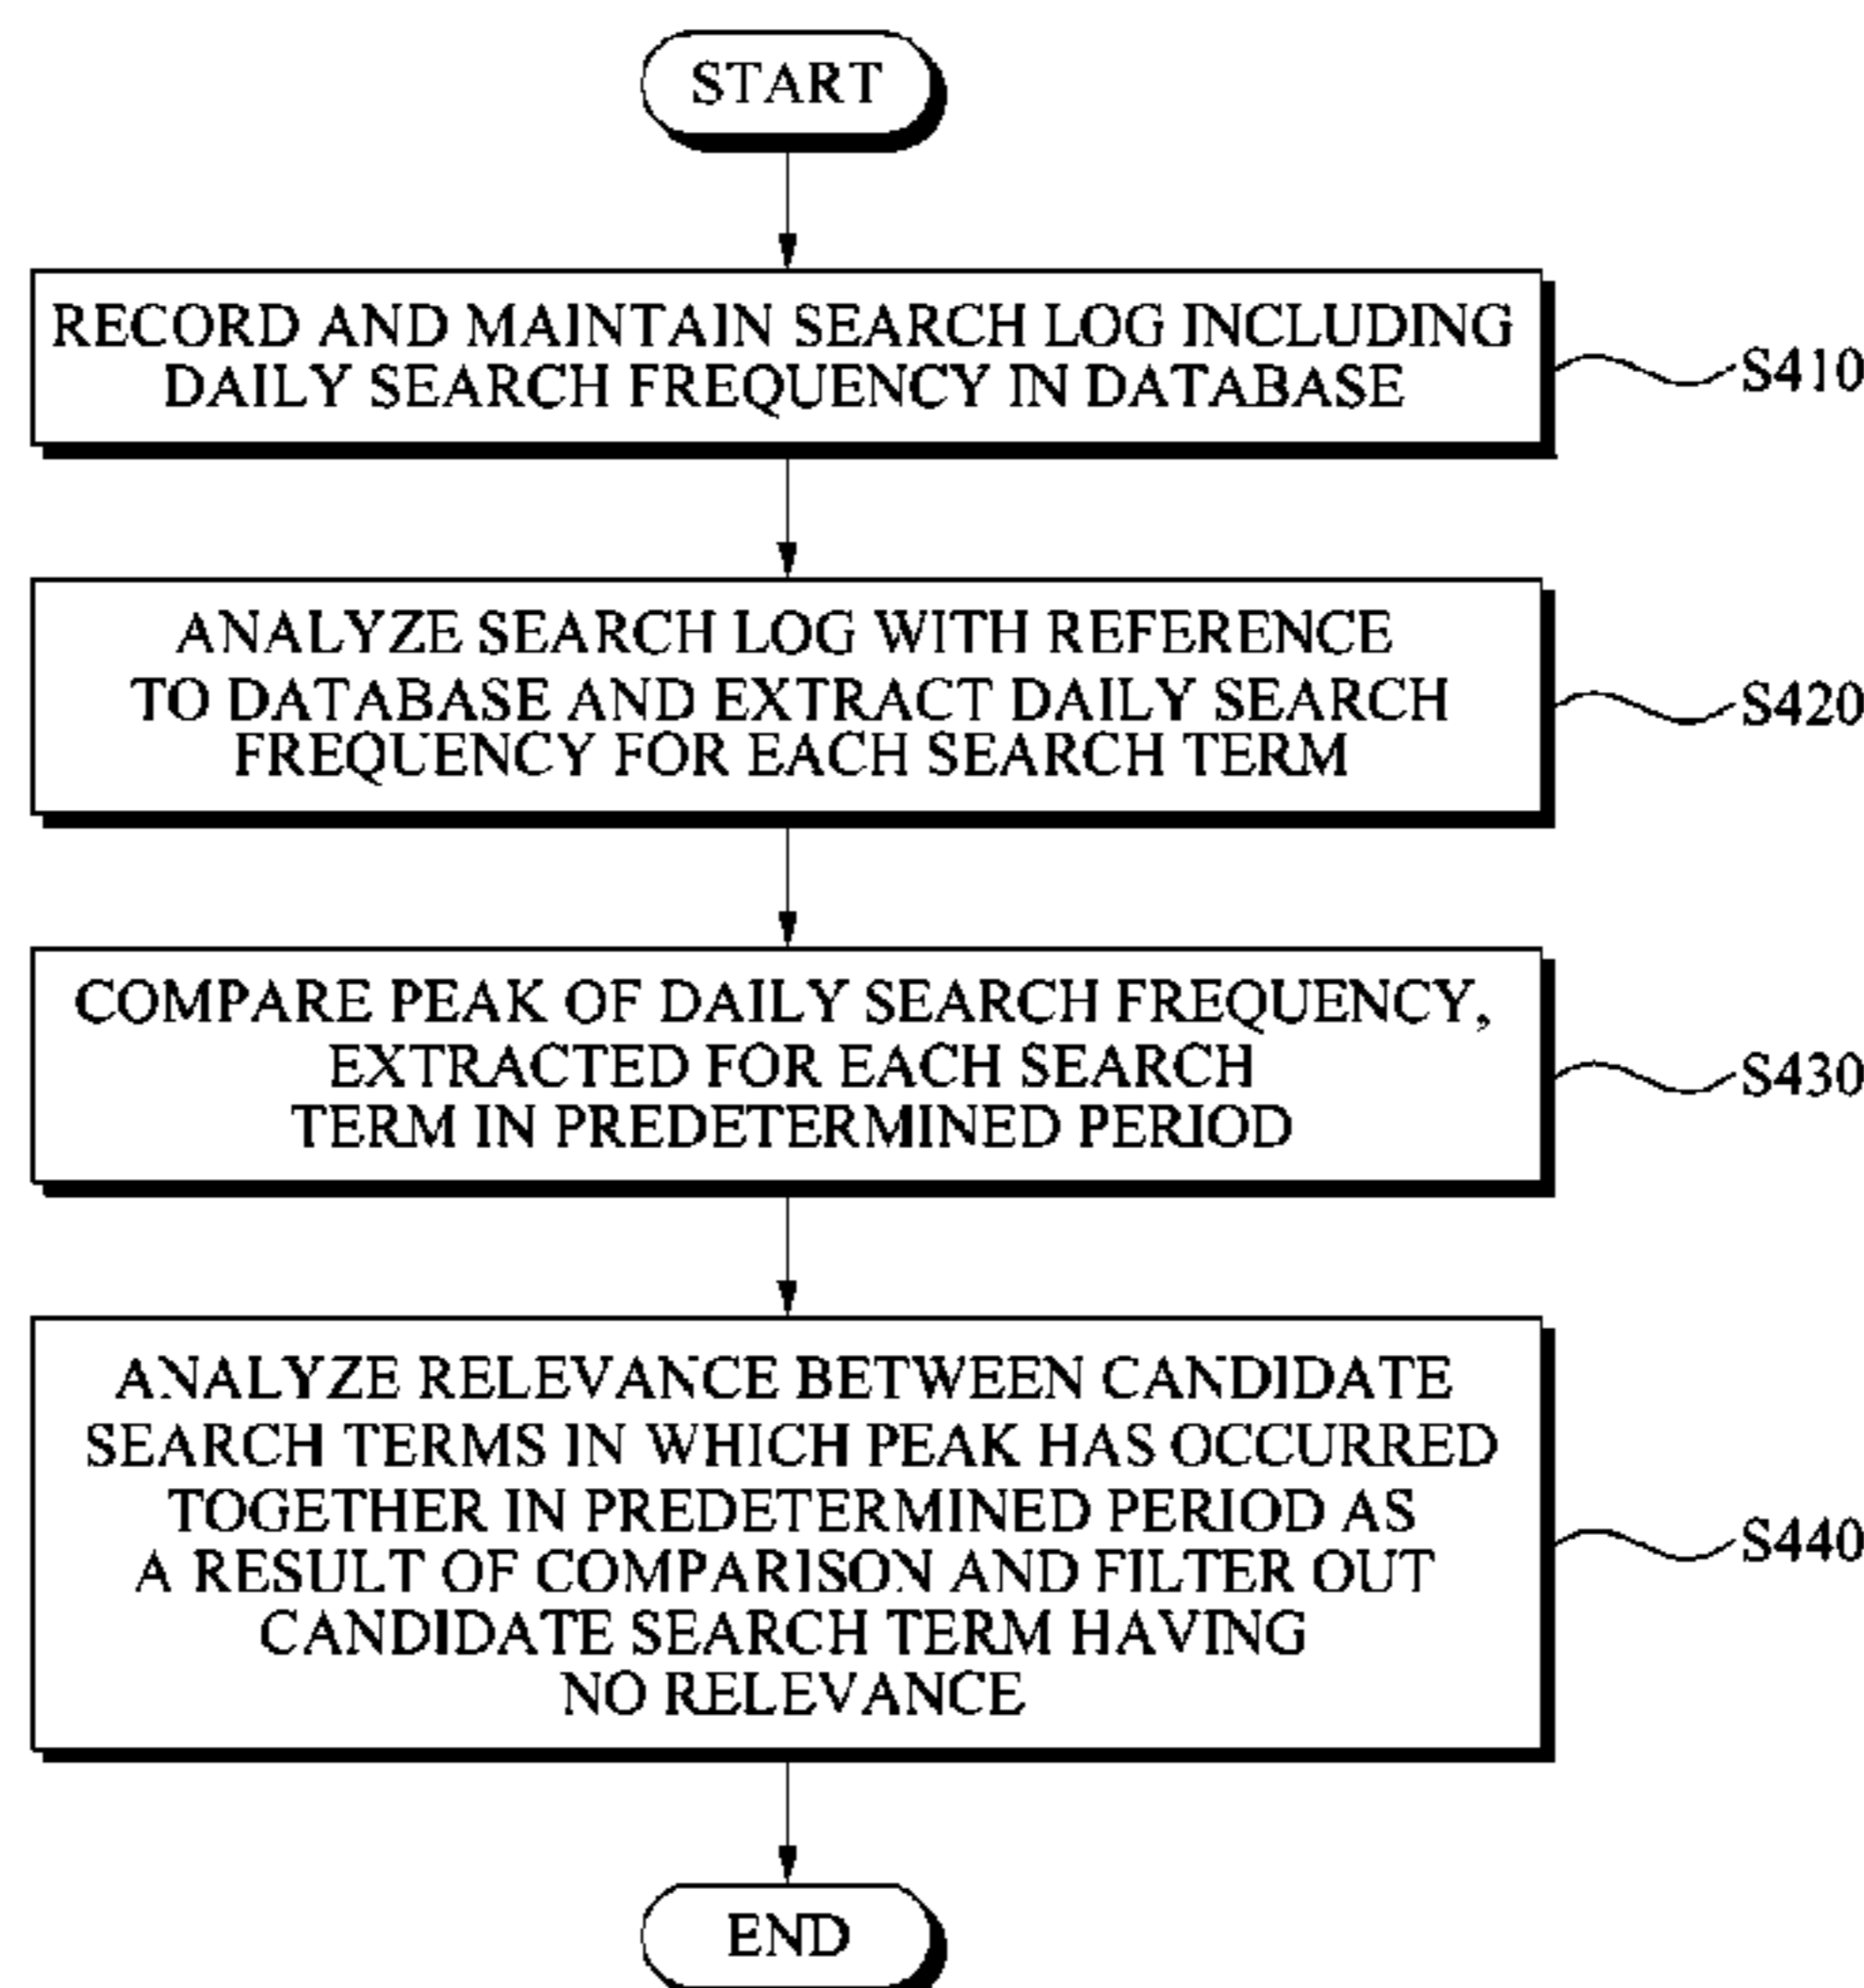 START
RECORD AND MAINTAIN SEARCH LOG INCLUDING
DAILY SEARCH FREQUENCY IN DATABASE
S410
ANALYZE SEARCH LOG WITH REFERENCE
TO DATABASE AND EXTRACT DAILY SEARCH
FREQUENCY FOR EACH SEARCH TERM
S420
COMPARE PEAK OF DAILY SEARCH FREQUENCY,
EXTRACTED FOR EACH SEARCH
TERM IN PREDETERMINED PERIOD
S430
ANALYZE RELEVANCE BETWEEN CANDIDATE
SEARCH TERMS IN WHICH PEAK HAS OCCURRED
TOGETHER IN PREDETERMINED PERIOD AS
A RESULT OF COMPARISON AND FILTER OUT
CANDIDATE SEARCH TERM HAVING
NO RELEVANCE
S440
END